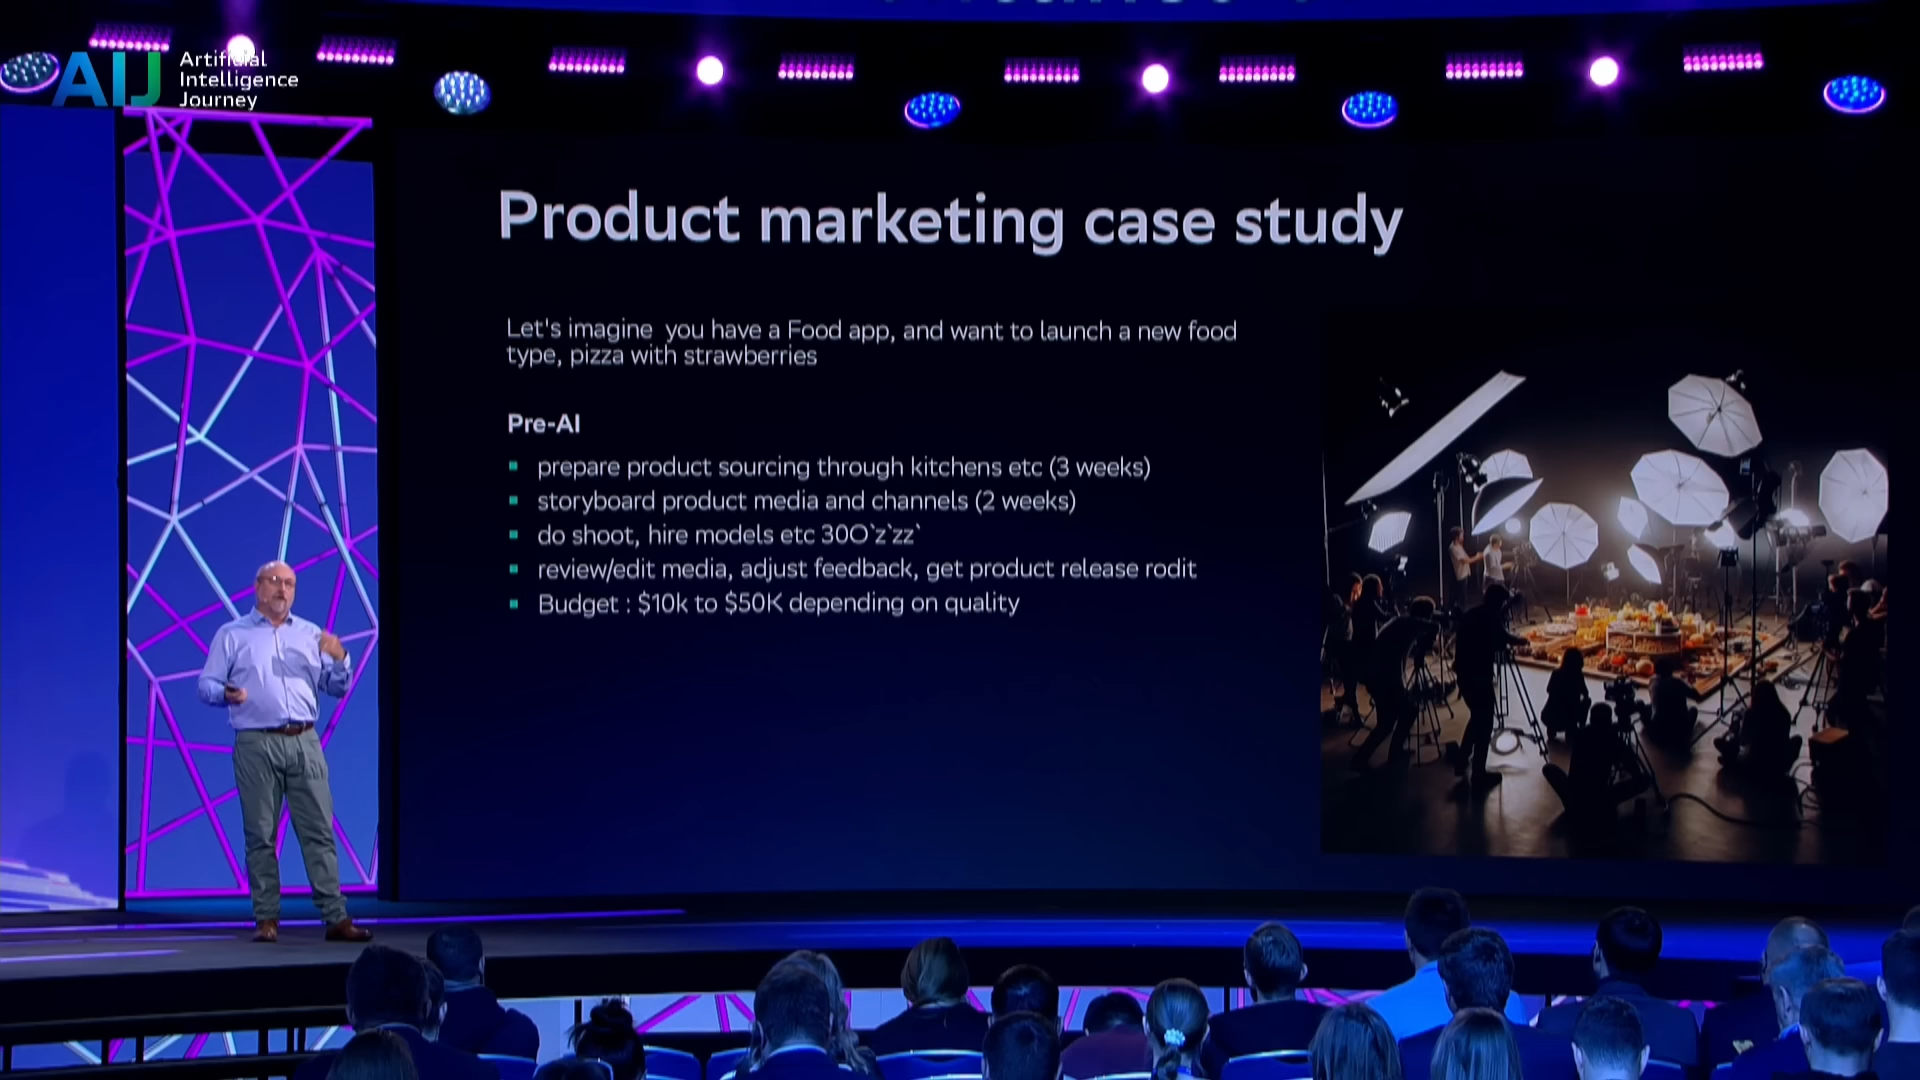 AIJ
Artificial
Intelligence
Journey
Product marketing case study
Let's imagine  you have a Food app, and want to launch a new food
type, pizza with strawberries
Pre-AI
prepare product sourcing through kitchens etc (3 weeks)
storyboard product media and channels (2 weeks)
do shoot, hire models etc 300`z`zz`
review/edit media, adjust feedback, get product release rodit
Budget : $10k to $50K depending on quality